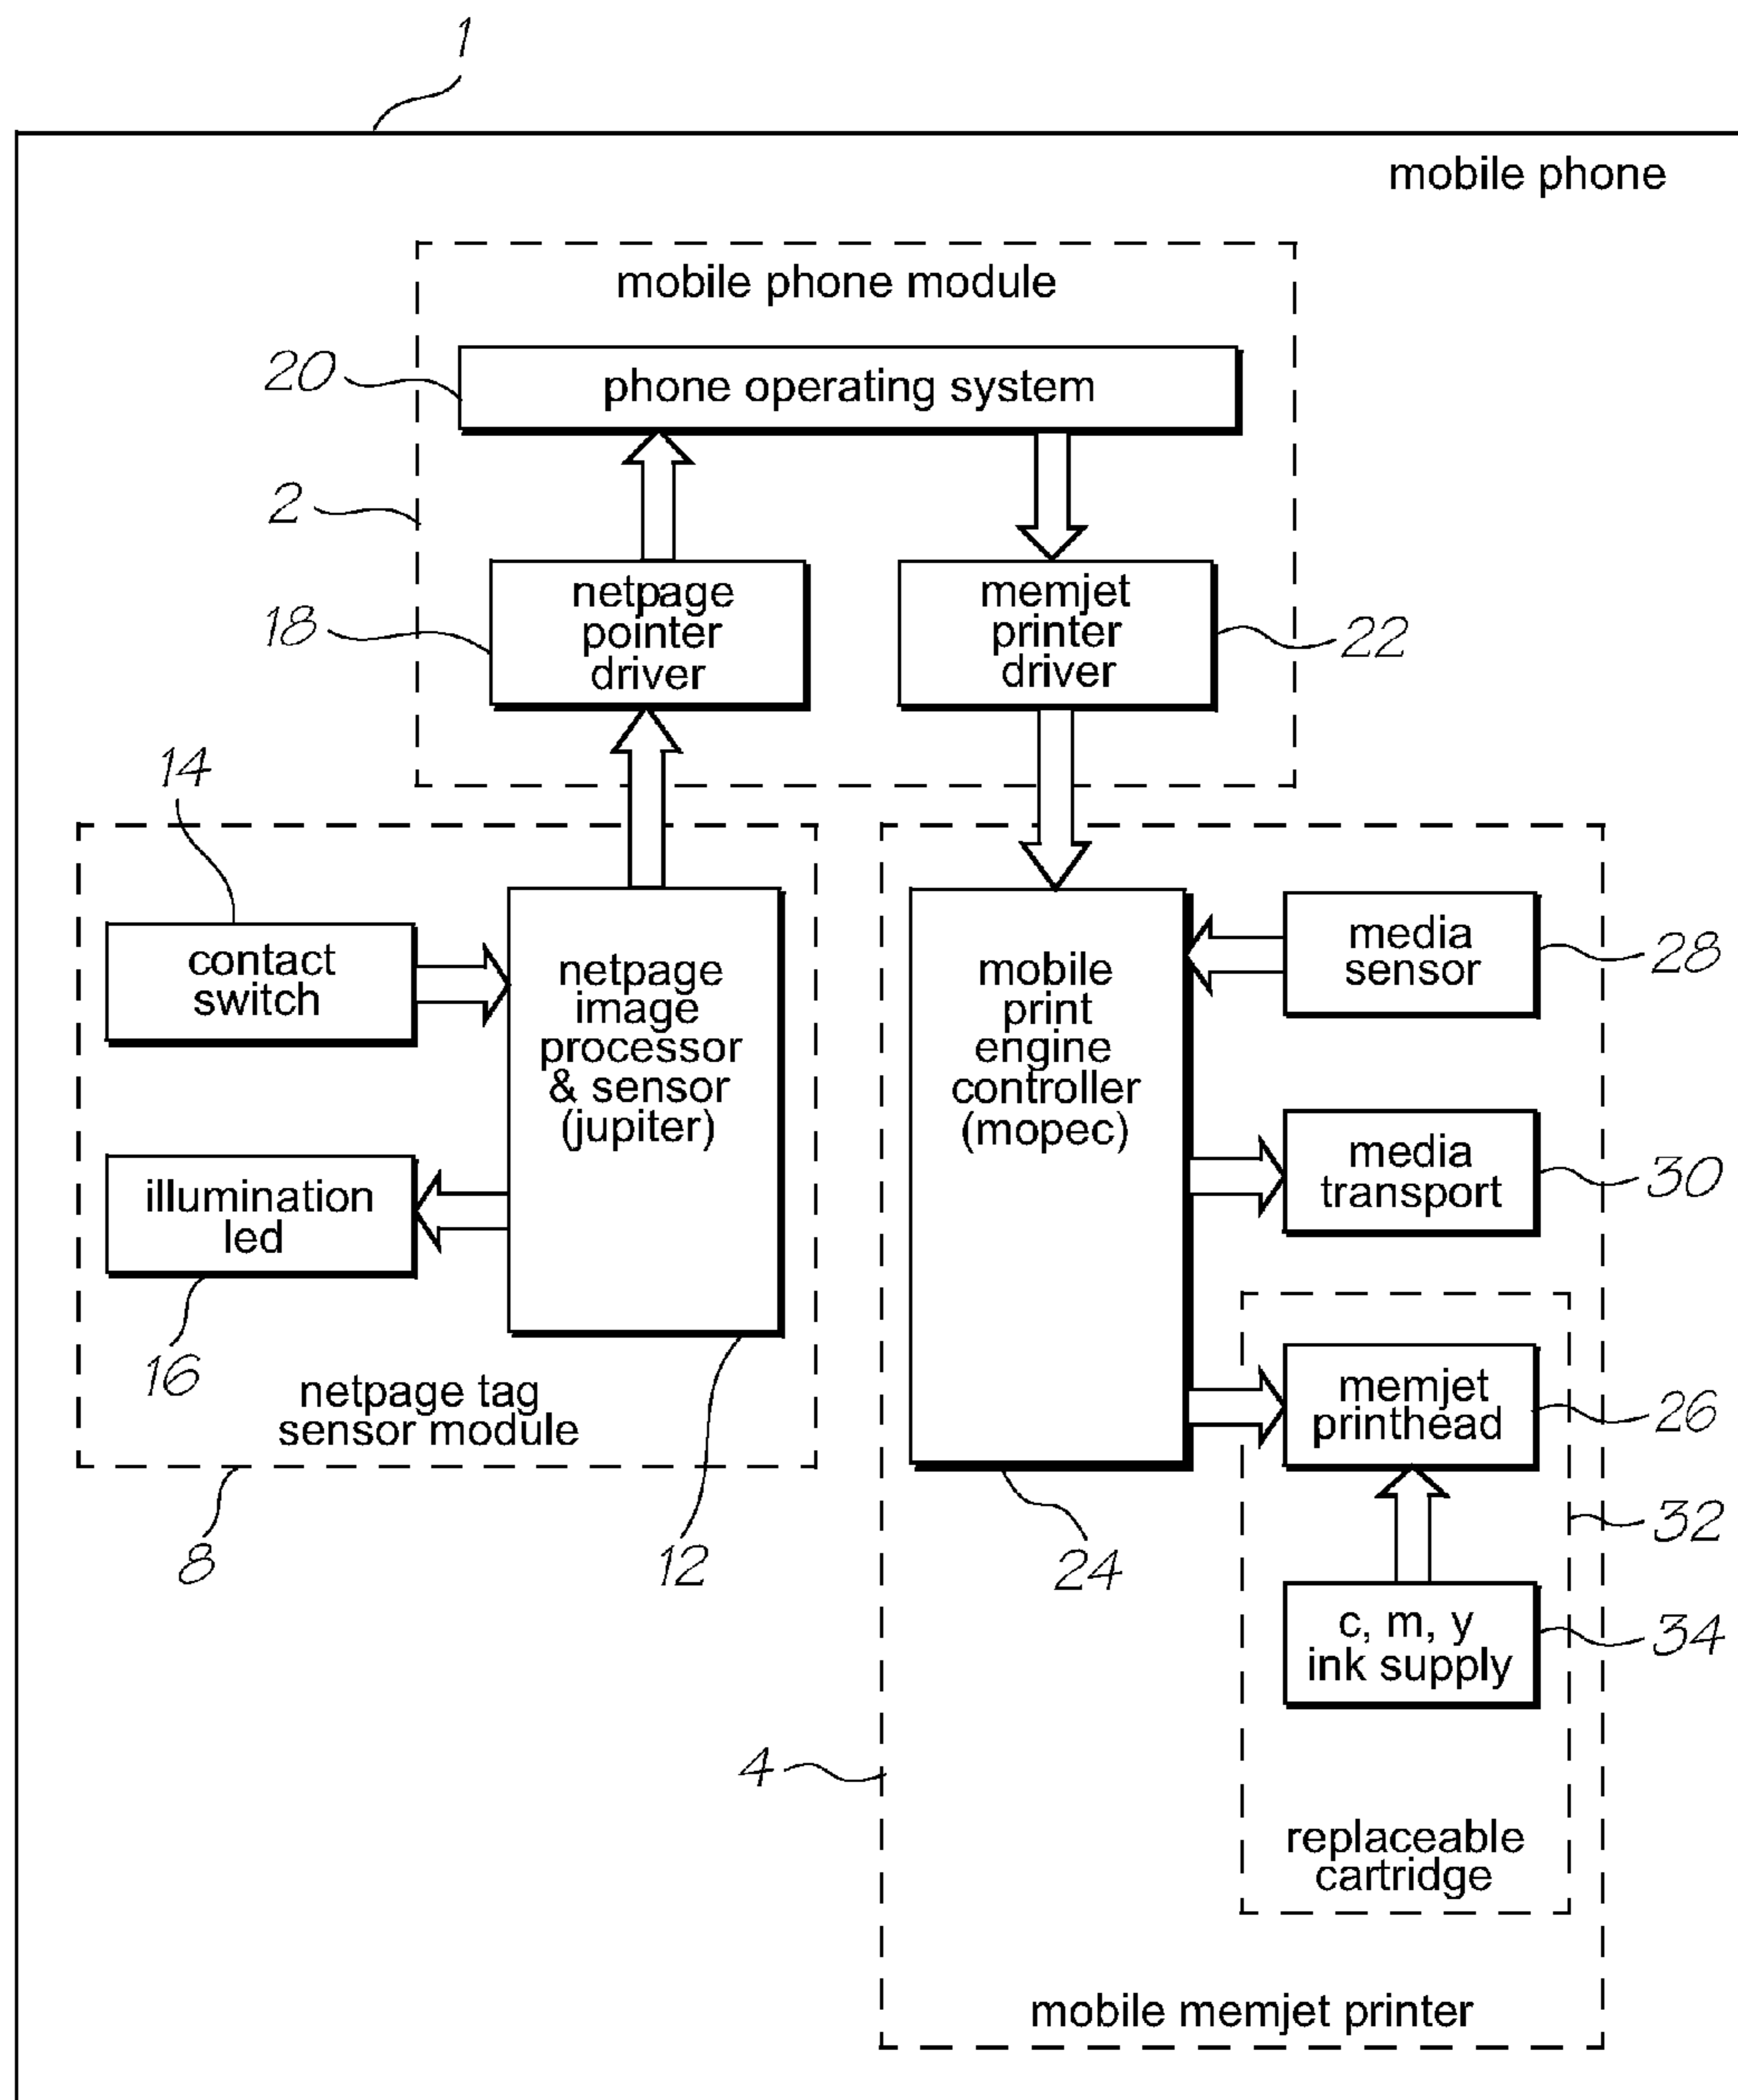 1
mobile phone
mobile phone module
20
phone operating system
2
18
netpage
pointer
driver
memjet
printer
driver
22
14
contact
switch
netpage
image
processor
& sensor
(jupiter)
illumination
led
16
netpage tag
sensor module
8
12
mobile
print
engine
controller
(mopec)
media
sensor
28
media
transport
30
memjet
printhead
26
24
32
c, m, y
ink supply
34
4
replaceable
cartridge
mobile memjet printer